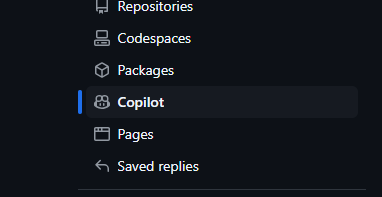 Repositories
Codespaces
Packages
Copilot
Pages
Saved replies